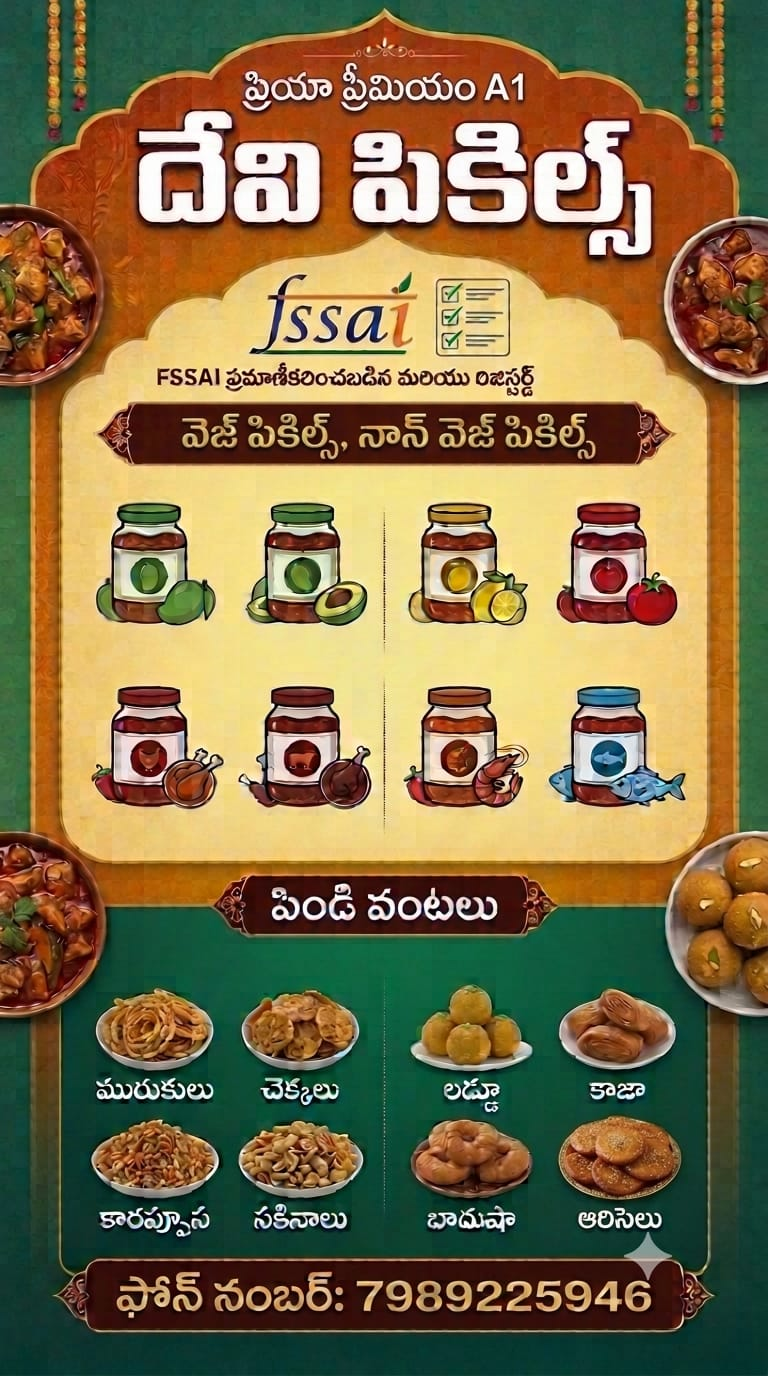 ప్రియా ప్రీమియం A1
దేవి పికిల్స్
fssai
FSSAI ప్రమాణీకరించబడిన మరియు రిజిస్టర్డ్
వెజ్ పికిల్స్, నాన్ వెజ్ పికిల్స్
పిండి వంటలు
మురుకులు చెక్కలు లడ్డూ కాజా
కారప్పూస సకినాలు బాదుషా అరిసెలు
ఫోన్ నంబర్: 7989225946